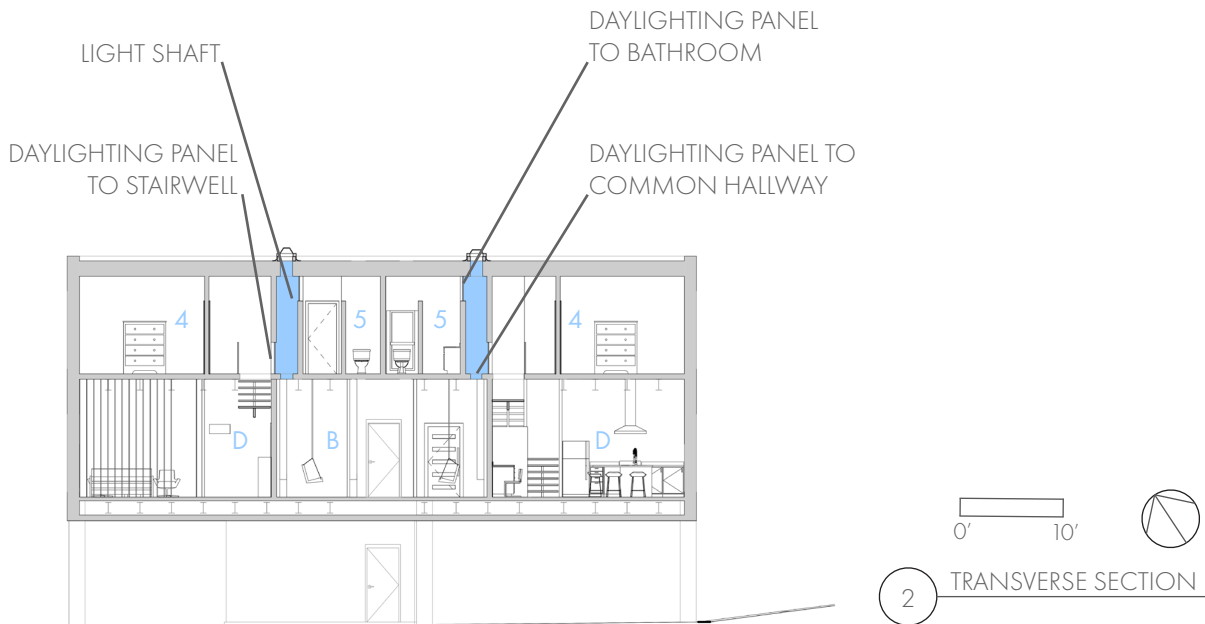 DAYLIGHTING PANEL
TO BATHROOM
LIGHT SHAFT
DAYLIGHTING PANEL
TO STAIRWELL
DAYLIGHTING PANEL TO
COMMON HALLWAY
4
5
5
4
D
B
D
0'
10'
2
TRANSVERSE SECTION